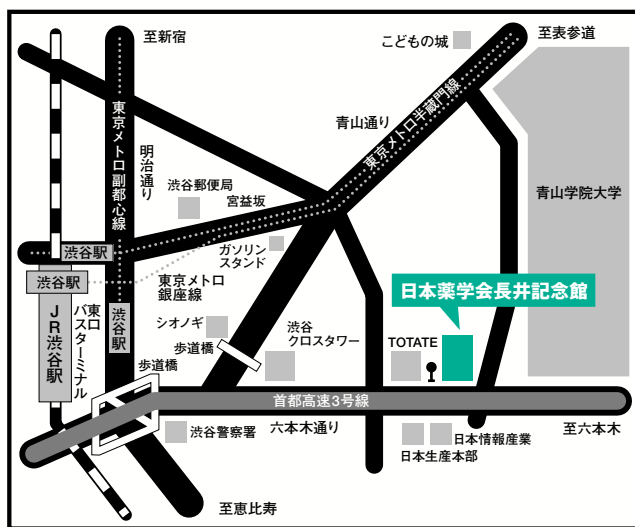 至新宿
こどもの城
至表参道
東京メトロ副都心線
明治通り
青山通り
東京メトロ半蔵門線
渋谷郵便局
宮益坂
青山学院大学
渋谷駅
ガソリン
スタンド
渋谷駅
東京メトロ
銀座線
日本薬学会長井記念館
JR渋谷駅
東口
バスターミナル
渋谷駅
シオノギ
歩道橋
渋谷
クロスタワー
TOTATE
歩道橋
首都高速3号線
渋谷警察署
六本木通り
日本情報産業
日本生産本部
至六本木
至恵比寿